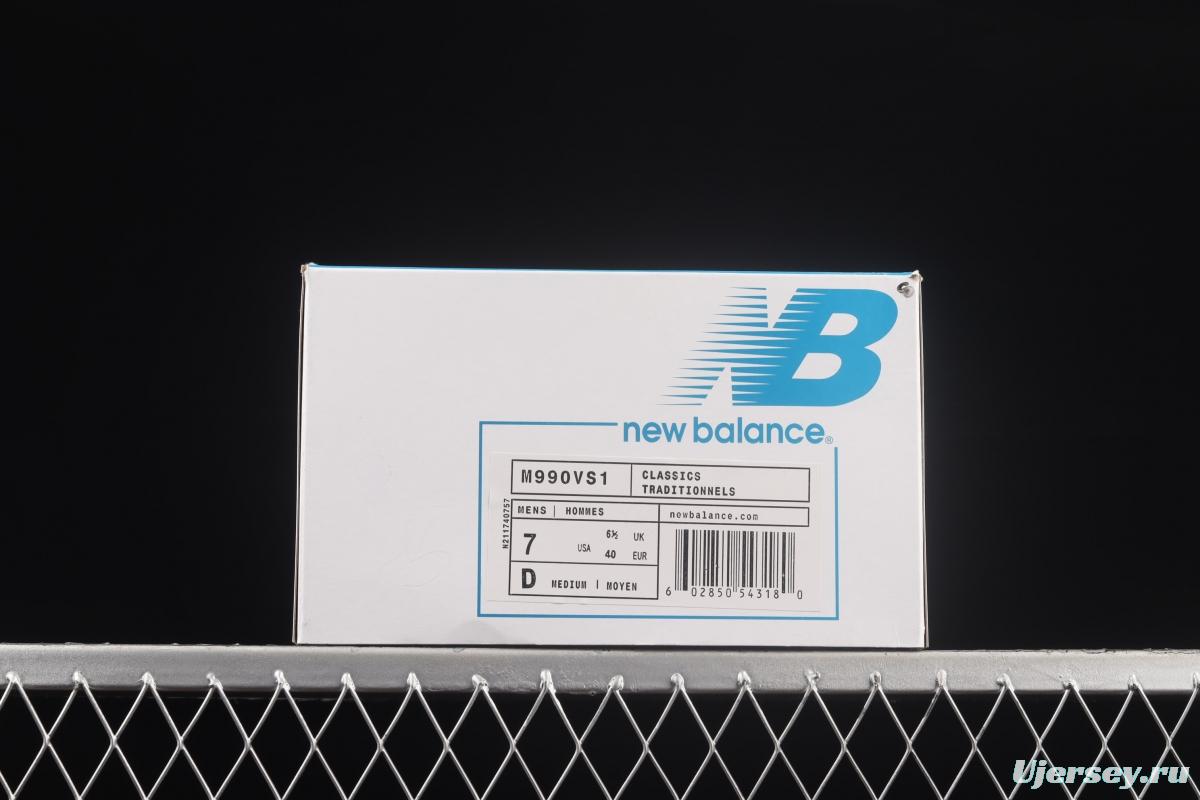 NB
new balance®
M990VS1
CLASSICS
TRADITIONNELS
N211740757
MENS | HOMMES
newbalance.com
7 USA 6½ UK
40 EUR
D MEDIUM | MOYEN
6 02850 54318 0
Ujersey.ru